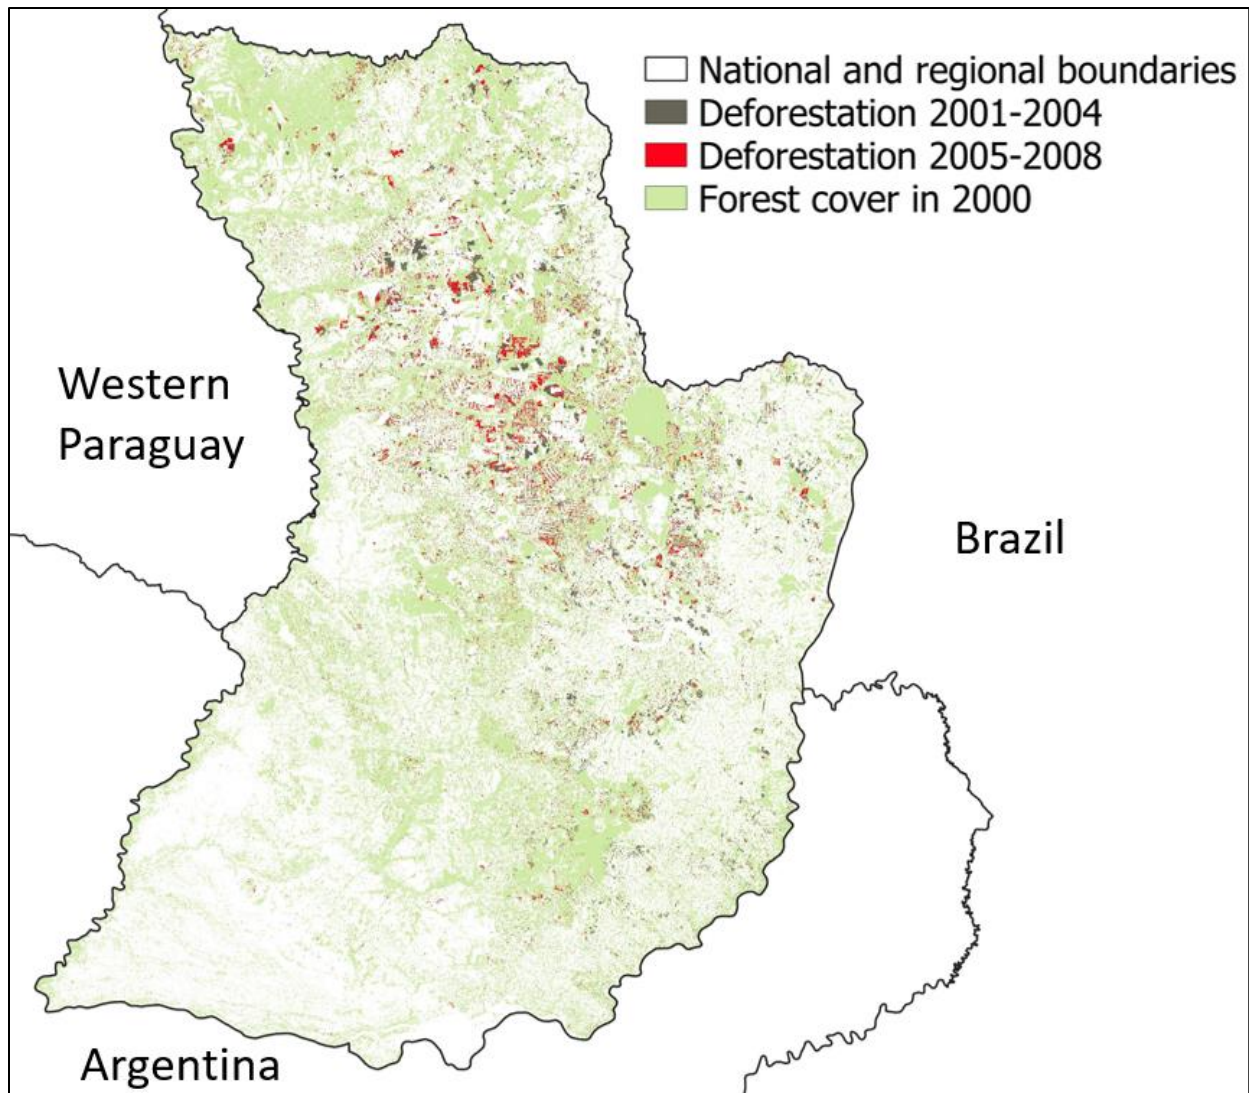 National and regional boundaries
Deforestation 2001-2004
Deforestation 2005-2008
Forest cover in 2000
Western
Paraguay
Brazil
Argentina